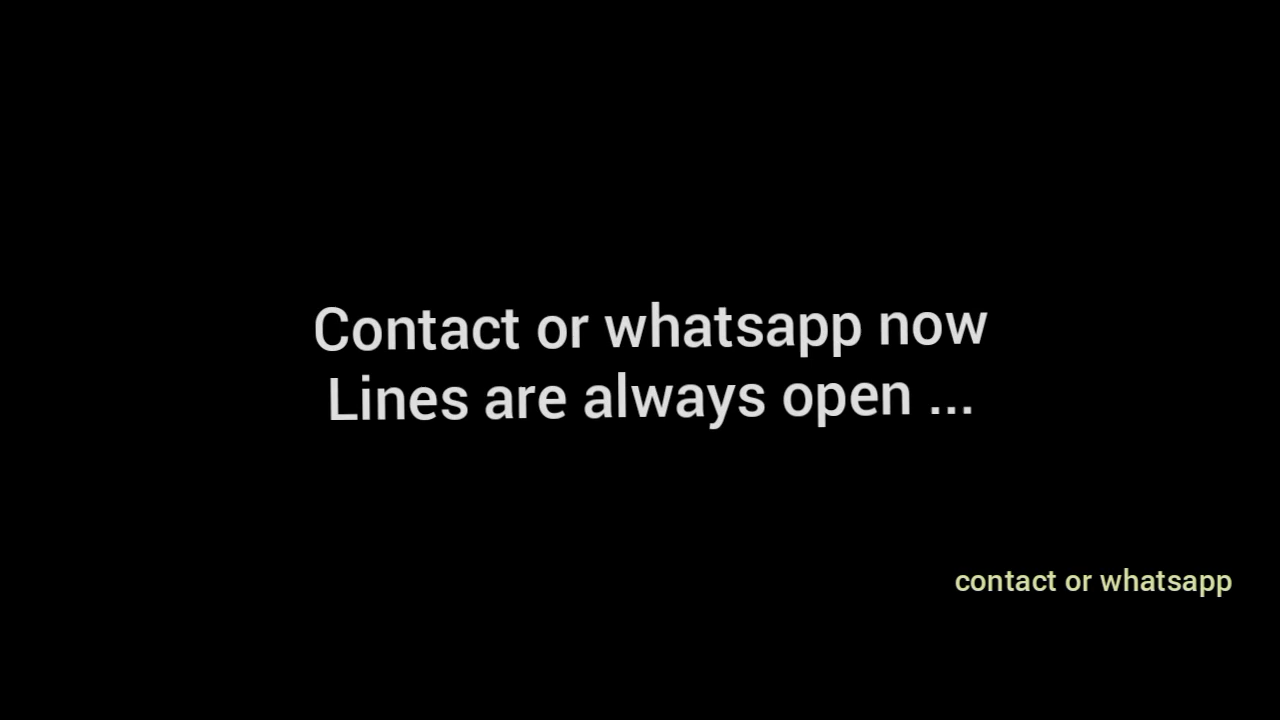 Contact or whatsapp now
Lines are always open ...
contact or whatsapp